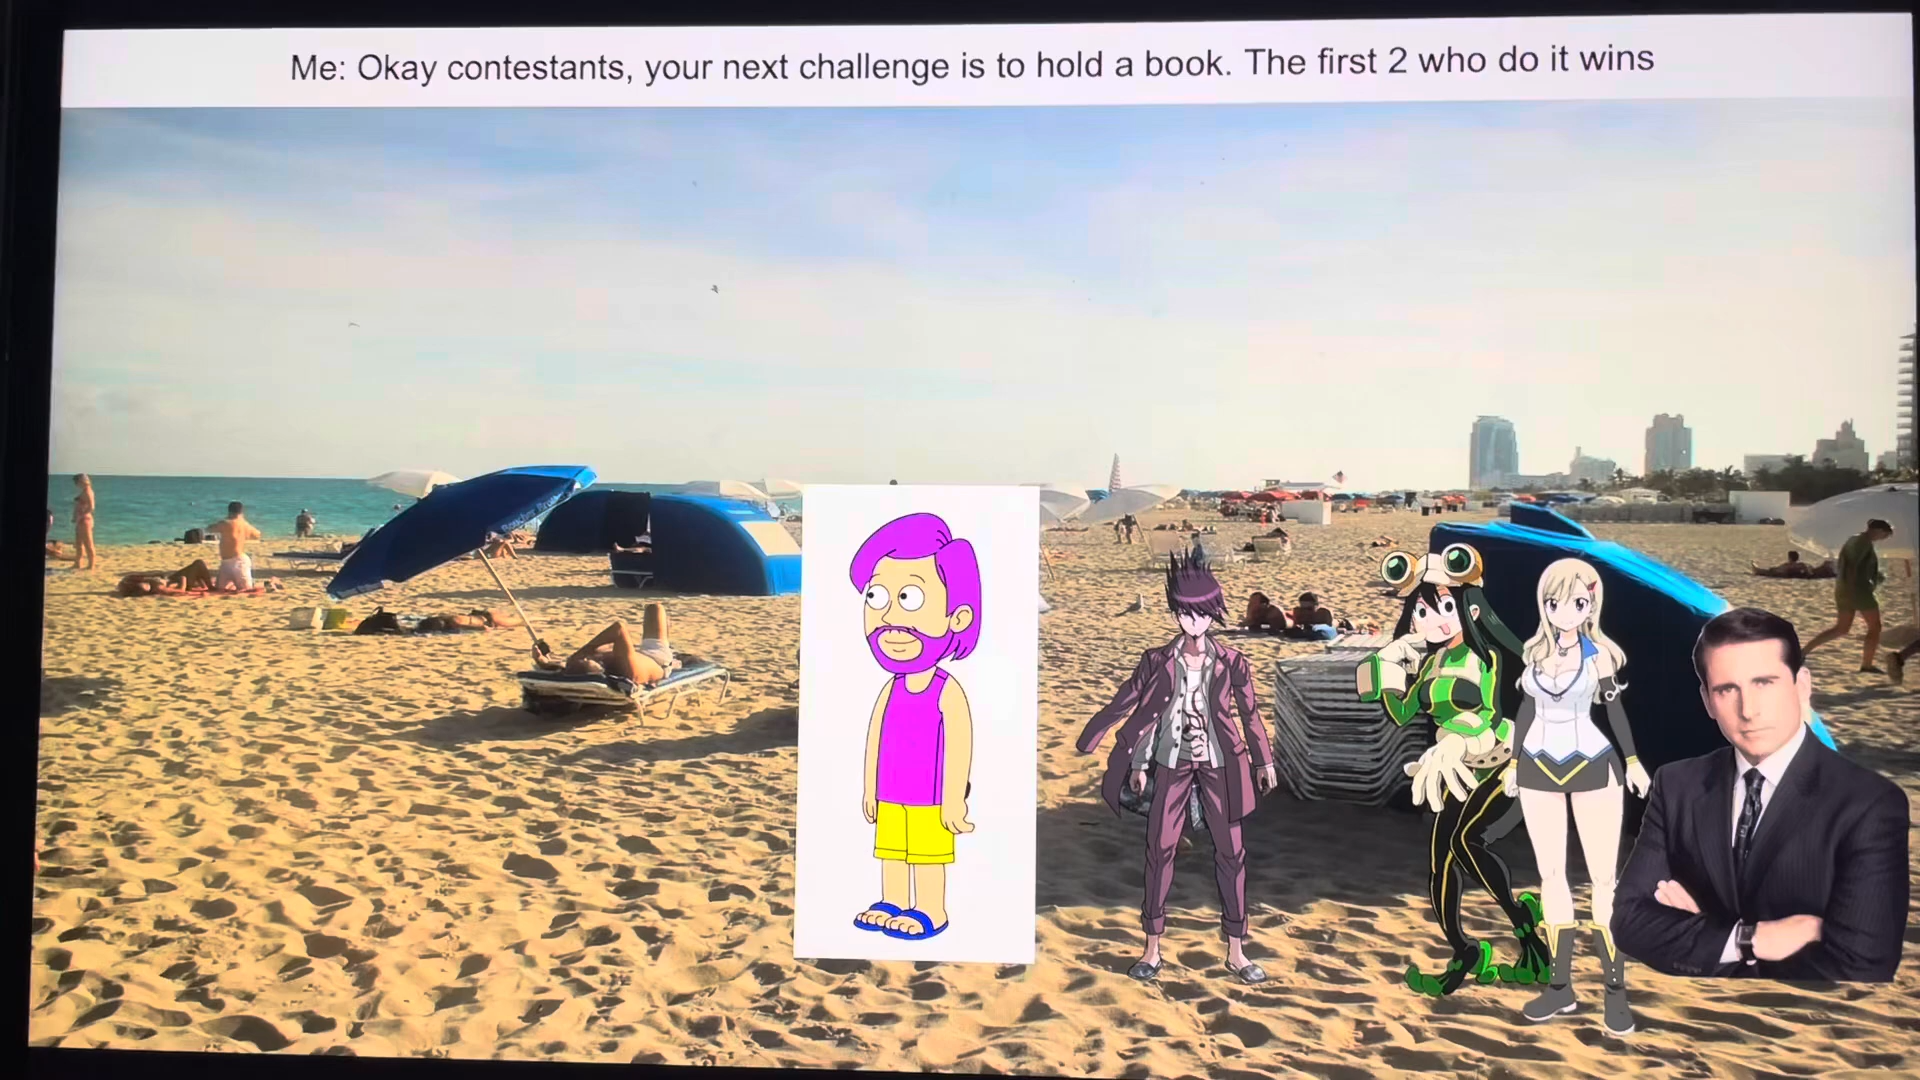 Me: Okay contestants, your next challenge is to hold a book. The first 2 who do it wins